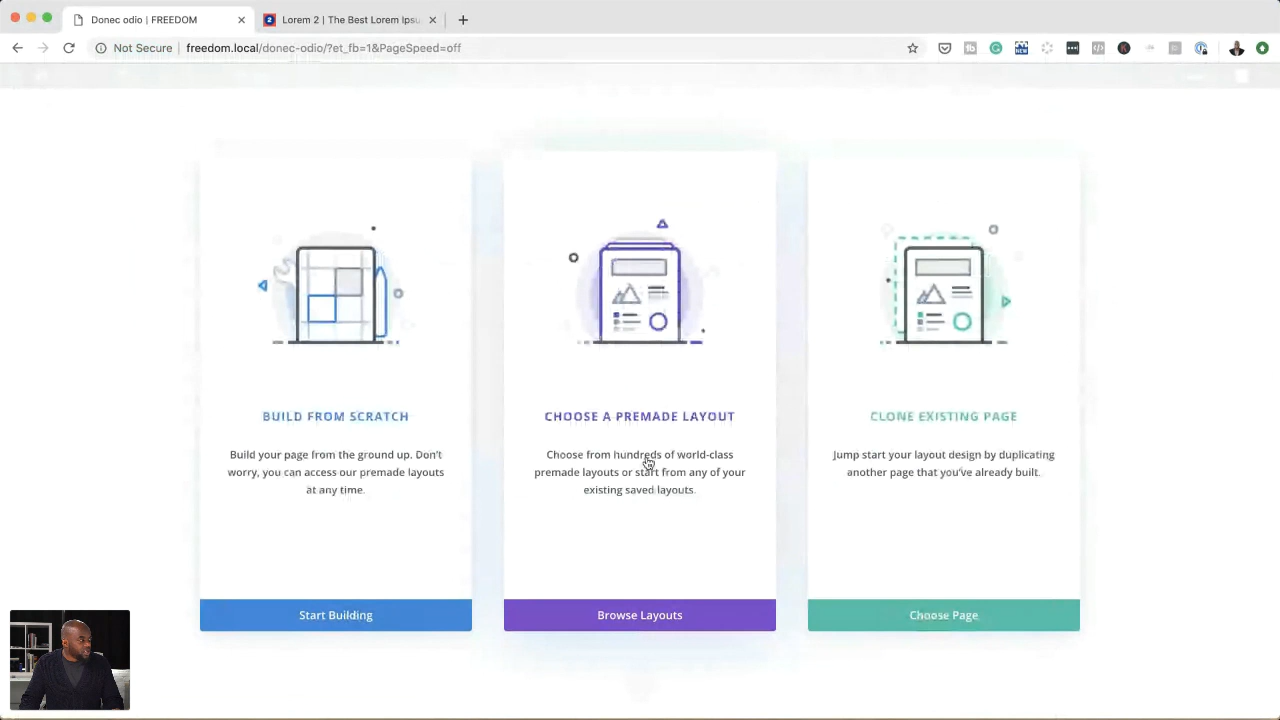 Donec odio | FREEDOM
Lorem 2 | The Best Lorem Ipsu
Not Secure
freedom.local/donec-odio/?et_fb=1&PageSpeed=off
BUILD FROM SCRATCH
Build your page from the ground up. Don't
worry, you can access our premade layouts
at any time.
Start Building
CHOOSE A PREMADE LAYOUT
Choose from hundreds of world-class
premade layouts or start from any of your
existing saved layouts.
Browse Layouts
CLONE EXISTING PAGE
Jump start your layout design by duplicating
another page that you've already built.
Choose Page